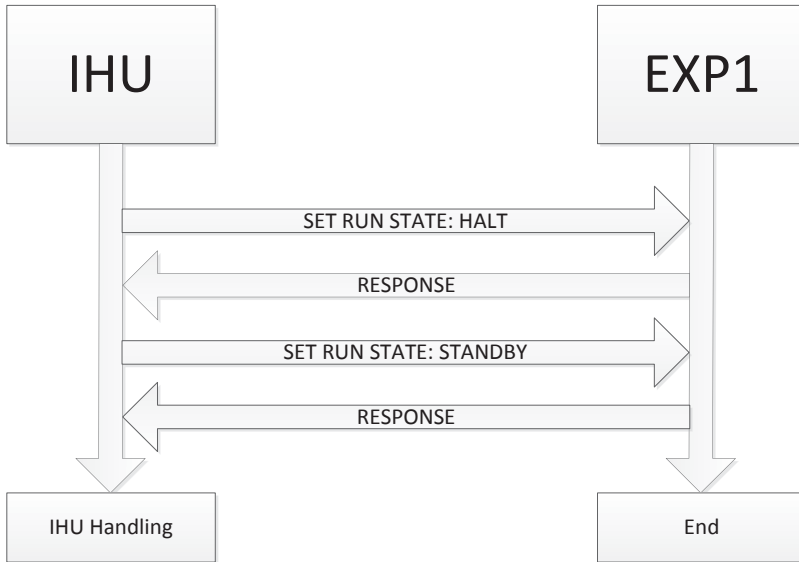 IHU
EXP1
SET RUN STATE: HALT
RESPONSE
SET RUN STATE: STANDBY
RESPONSE
IHU Handling
End